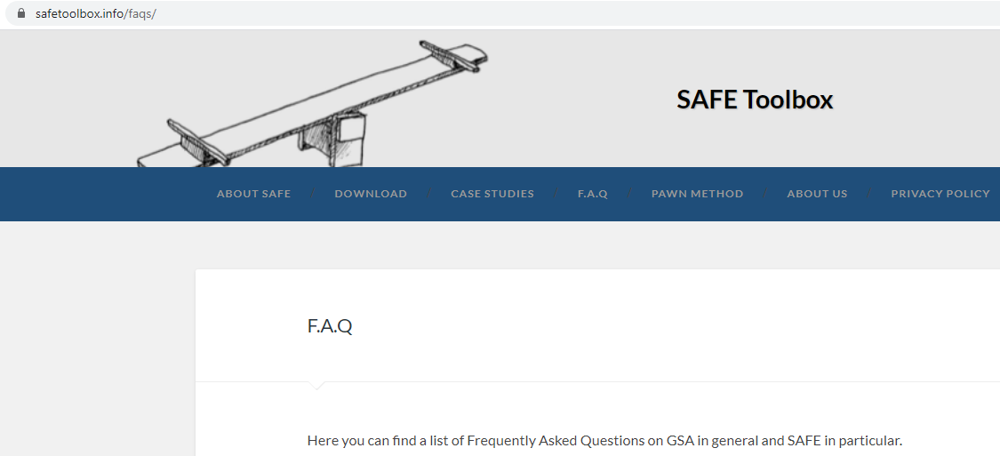 safetoolbox.info/faqs/
SAFE Toolbox
ABOUT SAFE / DOWNLOAD / CASE STUDIES / F.A.Q / PAWN METHOD / ABOUT US / PRIVACY POLICY
F.A.Q
Here you can find a list of Frequently Asked Questions on GSA in general and SAFE in particular.